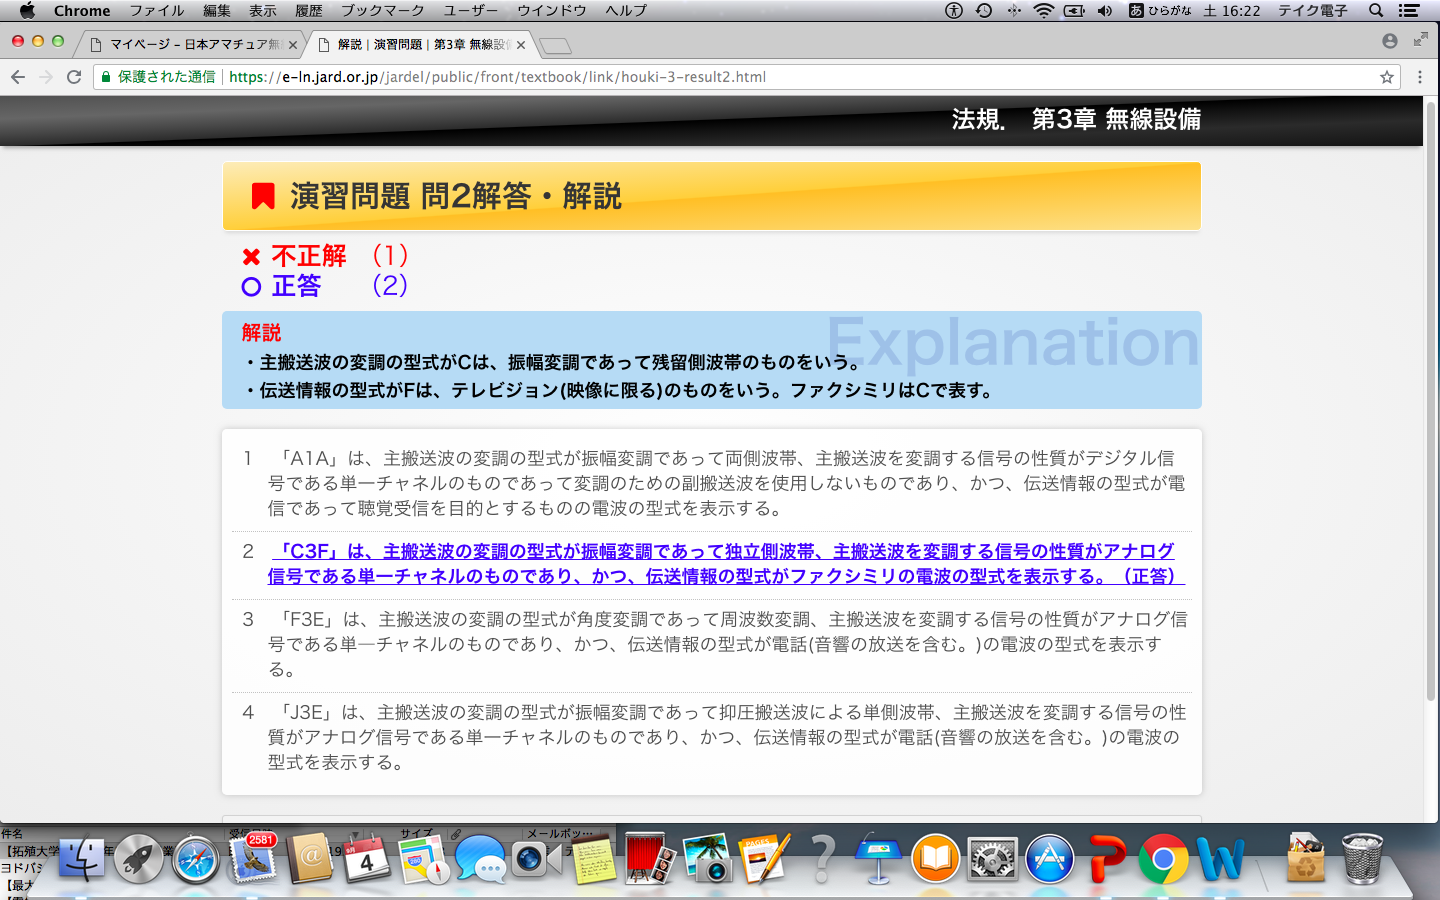 Chrome ファイル 編集 表示 履歴 ブックマーク ユーザー ウインドウ ヘルプ あ ひらがな 土 16:22 テイク電子
マイページ – 日本アマチュア無 解説 | 演習問題 | 第3章 無線設
保護された通信 https://e-ln.jard.or.jp/jardel/public/front/textbook/link/houki-3-result2.html
法規. 第3章 無線設備
演習問題 問2解答・解説
不正解 (1)
正答 (2)
Explanation
解説
・主搬送波の変調の型式がCは、振幅変調であって残留側波帯のものをいう。
・伝送情報の型式がFは、テレビジョン(映像に限る)のものをいう。ファクシミリはCで表す。
1 「A1A」は、主搬送波の変調の型式が振幅変調であって両側波帯、主搬送波を変調する信号の性質がデジタル信
号である単一チャネルのものであって変調のための副搬送波を使用しないものであり、かつ、伝送情報の型式が電
信であって聴覚受信を目的とするものの電波の型式を表示する。
2 「C3F」は、主搬送波の変調の型式が振幅変調であって独立側波帯、主搬送波を変調する信号の性質がアナログ
信号である単一チャネルのものであり、かつ、伝送情報の型式がファクシミリの電波の型式を表示する。（正答）
3 「F3E」は、主搬送波の変調の型式が角度変調であって周波数変調、主搬送波を変調する信号の性質がアナログ信
号である単―チャネルのものであり、かつ、伝送情報の型式が電話(音響の放送を含む。)の電波の型式を表示す
る。
4 「J3E」は、主搬送波の変調の型式が振幅変調であって抑圧搬送波による単側波帯、主搬送波を変調する信号の性
質がアナログ信号である単一チャネルのものであり、かつ、伝送情報の型式が電話(音響の放送を含む。)の電波の
型式を表示する。
件名 サイズ メールボッ…
【拓殖大学
ヨドバシ
【最大
2581
4
280
PAGES